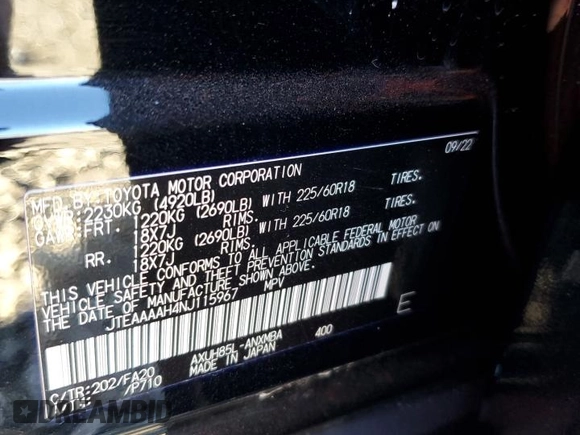 MFD.BY:TOYOTA MOTOR CORPORATION 09/22
GVWR:2230KG (4920LB)
GAWR:FRT. 1220KG (2690LB) WITH 225/60R18 TIRES.
18X7J RIMS.
RR. 1220KG (2690LB) WITH 225/60R18 TIRES.
18X7J RIMS.
THIS VEHICLE CONFORMS TO ALL APPLICABLE FEDERAL MOTOR
VEHICLE SAFETY AND THEFT PREVENTION STANDARDS IN EFFECT ON
THE DATE OF MANUFACTURE SHOWN ABOVE.
JTEAAAAH4NJ115967 MPV
E
C/TR:202/FA20 AXUH85L-ANXMBA 400
/P710 MADE IN JAPAN
DREAMBID